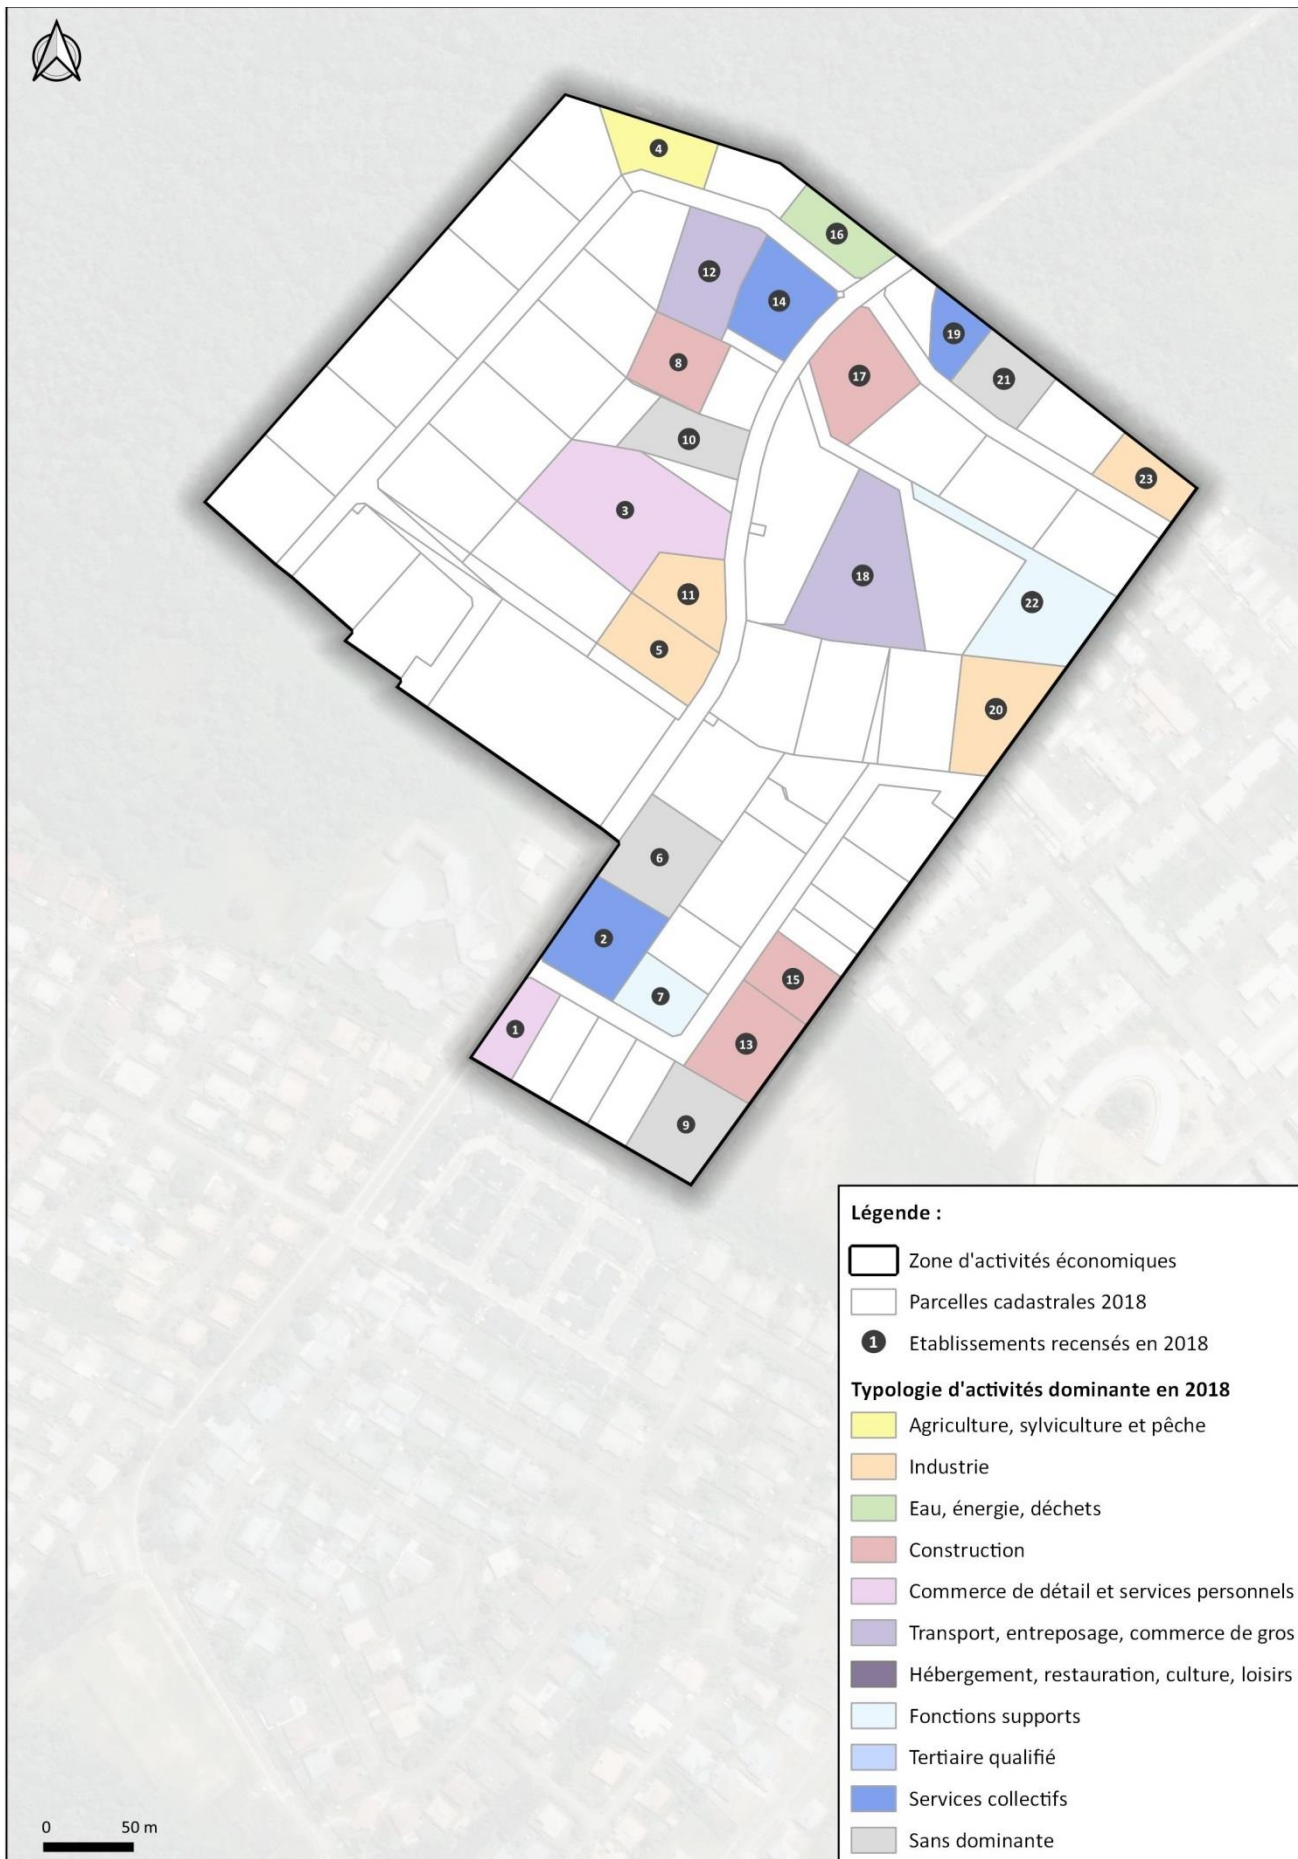 4
16
12
14
19
8
17
21
10
23
3
18
11
22
5
20
6
2
15
7
1
13
9
Légende :
Zone d'activités économiques
Parcelles cadastrales 2018
1 Etablissements recensés en 2018
Typologie d'activités dominante en 2018
Agriculture, sylviculture et pêche
Industrie
Eau, énergie, déchets
Construction
Commerce de détail et services personnels
Transport, entreposage, commerce de gros
Hébergement, restauration, culture, loisirs
Fonctions supports
Tertiaire qualifié
Services collectifs
Sans dominante
0 50 m